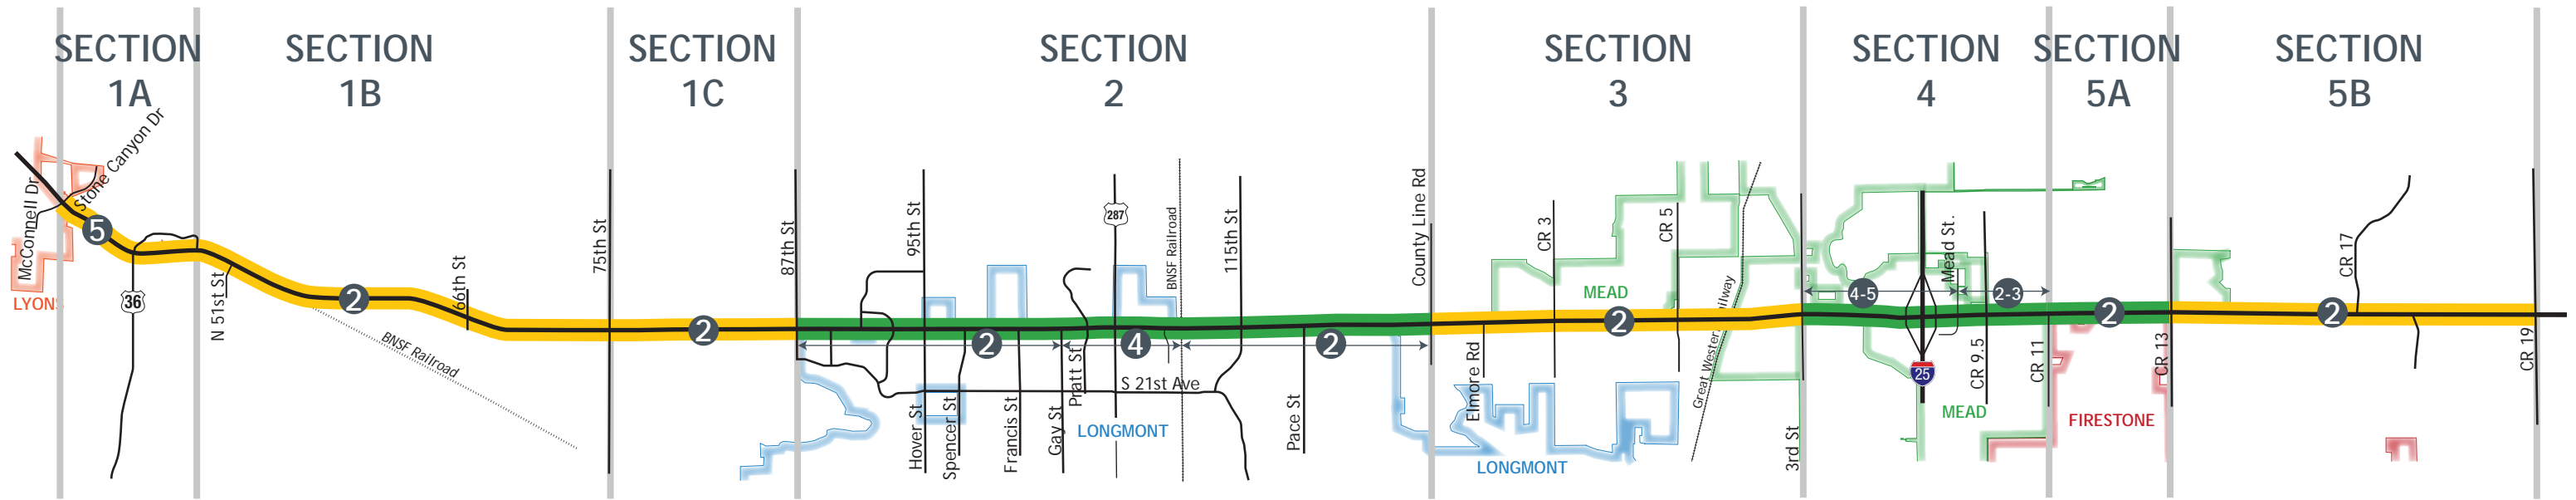 SECTION
1A
SECTION
1B
SECTION
1C
SECTION
2
SECTION
3
SECTION
4
SECTION
5A
SECTION
5B
McConnell Dr
Stone Canyon Dr
LYONS
5
36
N 51st St
2
BNSF Railroad
66th St
75th St
2
87th St
95th St
Hover St
Spencer St
2
Francis St
Gay St
Pratt St
287
4
LONGMONT
BNSF Railroad
S 21st Ave
115th St
Pace St
2
County Line Rd
Elmore Rd
LONGMONT
CR 3
MEAD
2
CR 5
Great Western Railway
3rd St
4-5
25
Mead St.
2-3
CR 9.5
MEAD
CR 11
2
FIRESTONE
CR 13
2
CR 17
CR 19